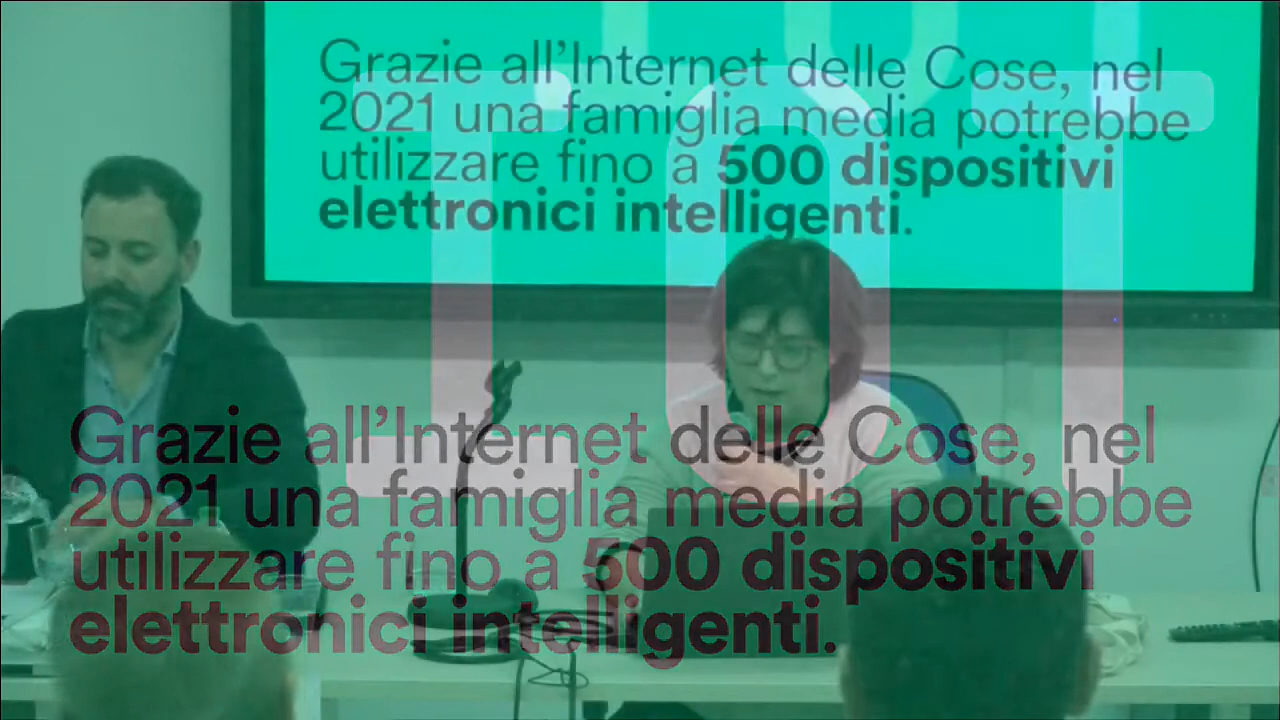 Grazie all'Internet delle Cose, nel
2021 una famiglia media potrebbe
utilizzare fino a 500 dispositivi
elettronici intelligenti.
IOT
Grazie all'Internet delle Cose, nel
2021 una famiglia media potrebbe
utilizzare fino a 500 dispositivi
elettronici intelligenti.